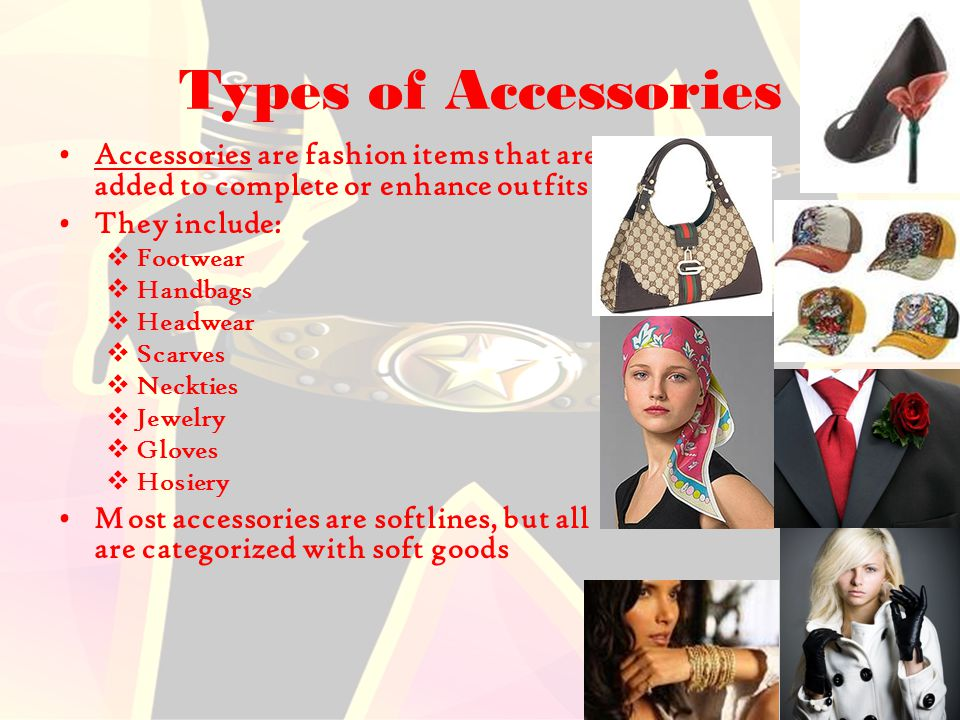 Types of Accessories
• Accessories are fashion items that are
added to complete or enhance outfits
• They include:
❖ Footwear
❖ Handbags
❖ Headwear
❖ Scarves
❖ Neckties
❖ Jewelry
❖ Gloves
❖ Hosiery
• Most accessories are softlines, but all
are categorized with soft goods